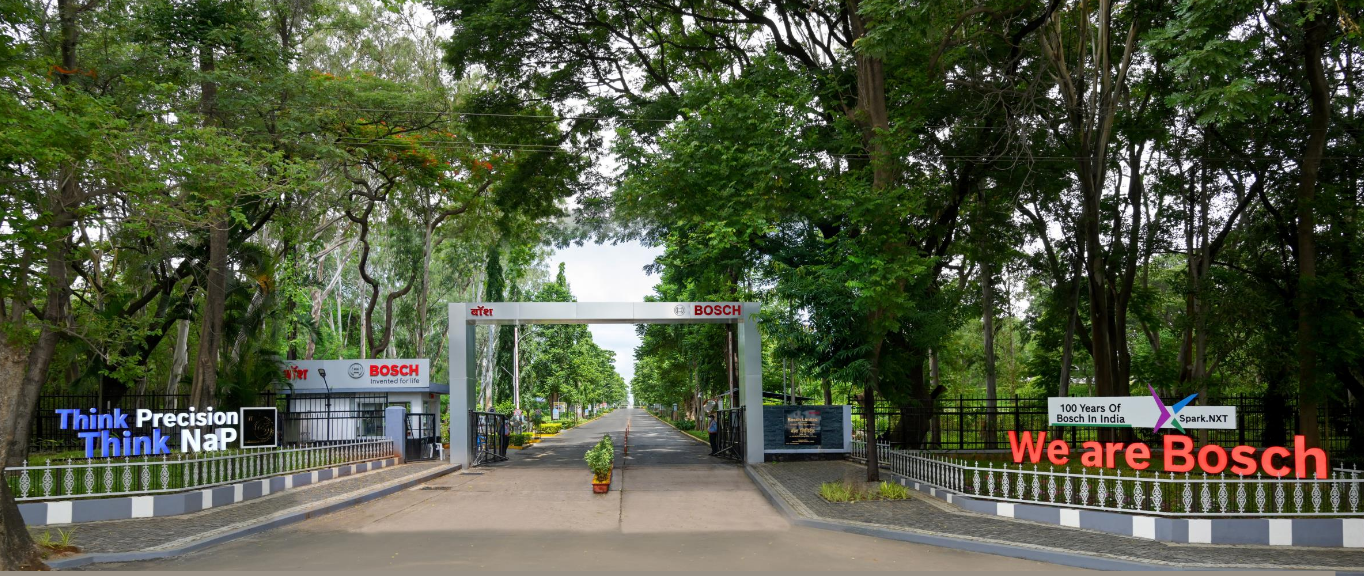 बॉश
BOSCH
बॉश
BOSCH
Invented for life
Think Precision
Think NaP
100 Years Of
Bosch In India
Spark.NXT
We are Bosch